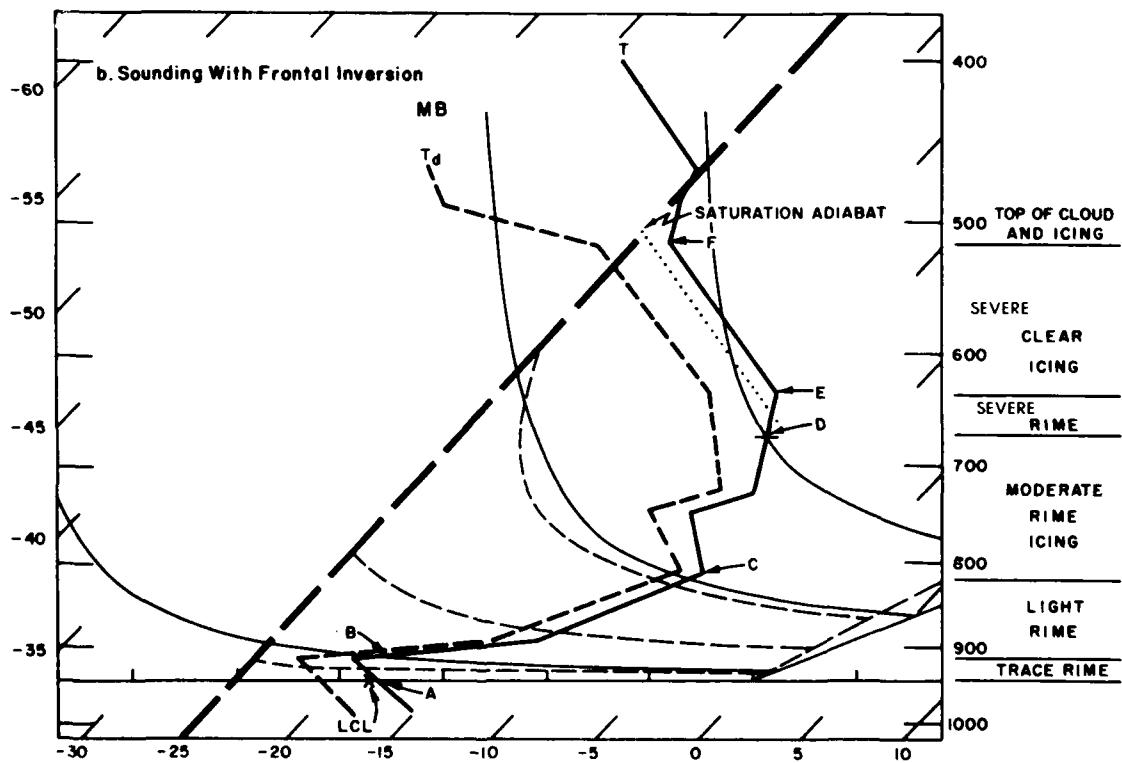 b. Sounding With Frontal Inversion
MB
T
Td
SATURATION ADIABAT
F
E
D
C
B
A
LCL
-60
-55
-50
-45
-40
-35
400
500
600
700
800
900
1000
TOP OF CLOUD
AND ICING
SEVERE
CLEAR
ICING
SEVERE
RIME
MODERATE
RIME
ICING
LIGHT
RIME
TRACE RIME
-30 -25 -20 -15 -10 -5 0 5 10